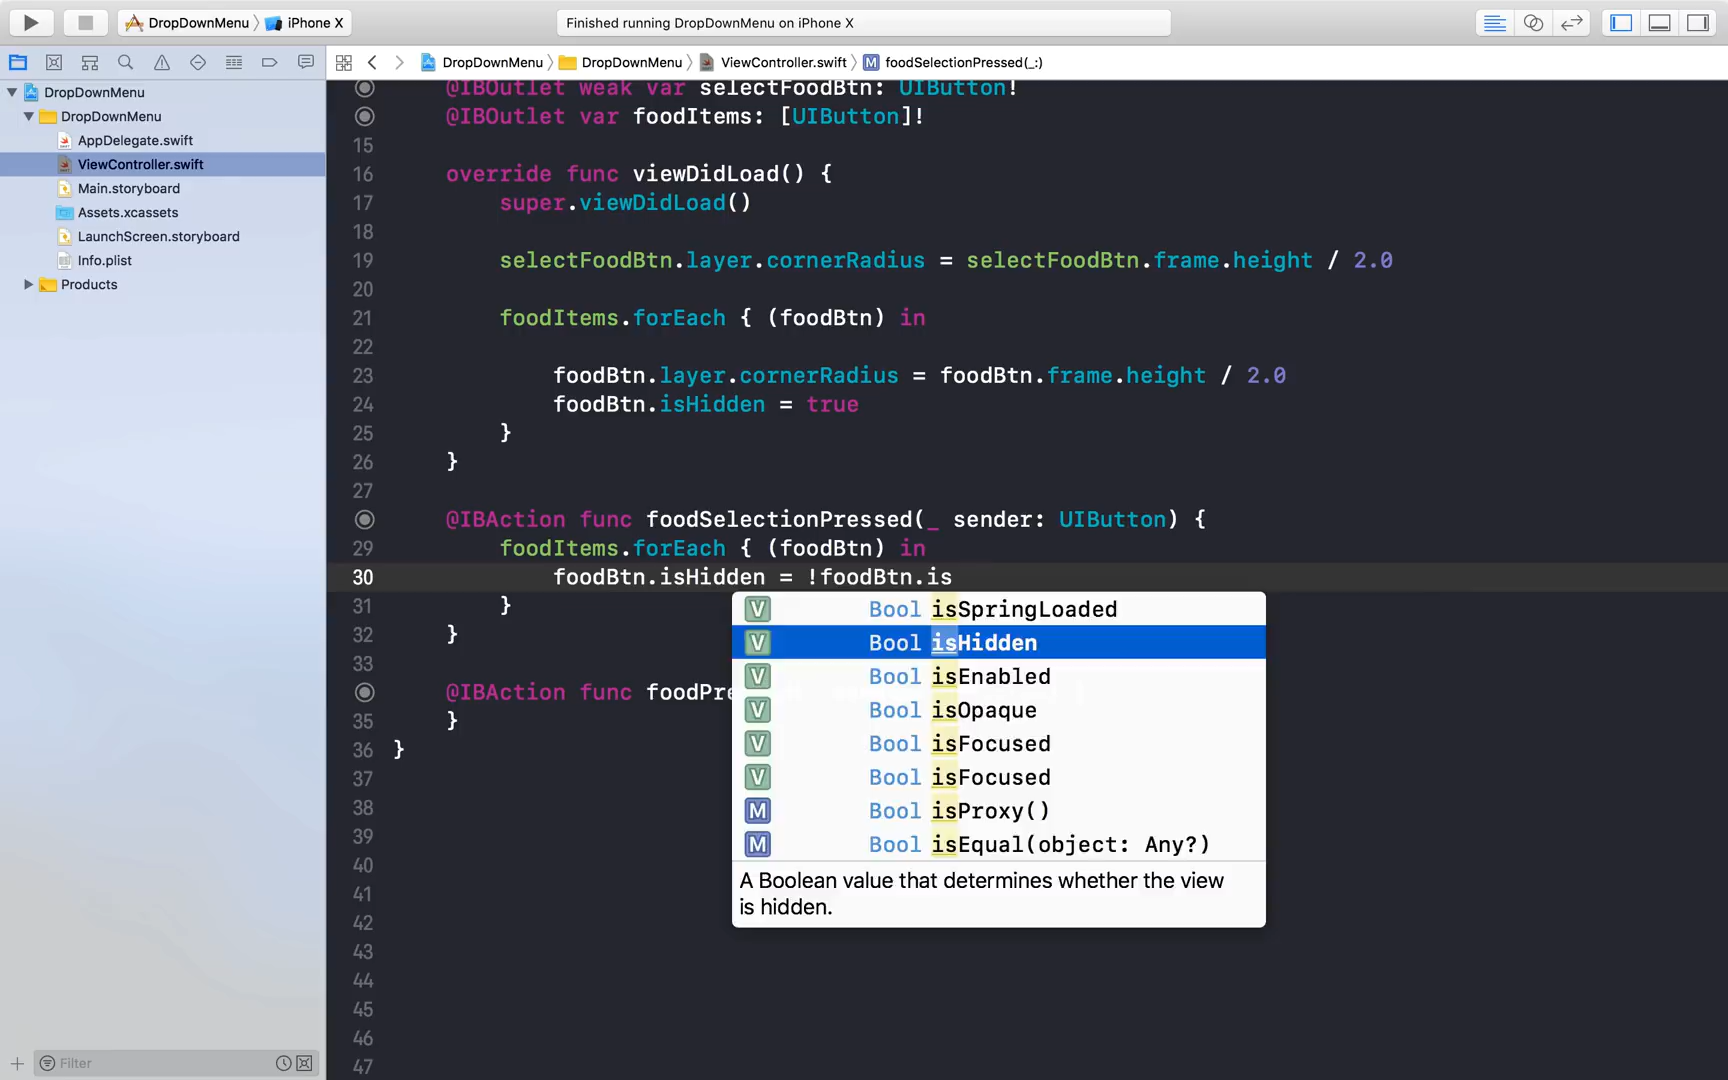 DropDownMenu
iPhone X
Finished running DropDownMenu on iPhone X
DropDownMenu
DropDownMenu
ViewController.swift
M
foodSelectionPressed(_:)
DropDownMenu
DropDownMenu
AppDelegate.swift
ViewController.swift
Main.storyboard
Assets.xcassets
LaunchScreen.storyboard
Info.plist
Products
Filter
@IBOutlet weak var selectFoodBtn: UIButton!
@IBOutlet var foodItems: [UIButton]!
15
16 override func viewDidLoad() {
17 super.viewDidLoad()
18
19 selectFoodBtn.layer.cornerRadius = selectFoodBtn.frame.height / 2.0
20
21 foodItems.forEach { (foodBtn) in
22
23 foodBtn.layer.cornerRadius = foodBtn.frame.height / 2.0
24 foodBtn.isHidden = true
25 }
26 }
27
@IBAction func foodSelectionPressed(_ sender: UIButton) {
29 foodItems.forEach { (foodBtn) in
30 foodBtn.isHidden = !foodBtn.is
31 }
32 }
33
@IBAction func foodPre
35 }
36 }
37
38
39
40
41
42
43
44
45
46
47
V Bool isSpringLoaded
V Bool isHidden
V Bool isEnabled
V Bool isOpaque
V Bool isFocused
V Bool isFocused
M Bool isProxy()
M Bool isEqual(object: Any?)
A Boolean value that determines whether the view
is hidden.